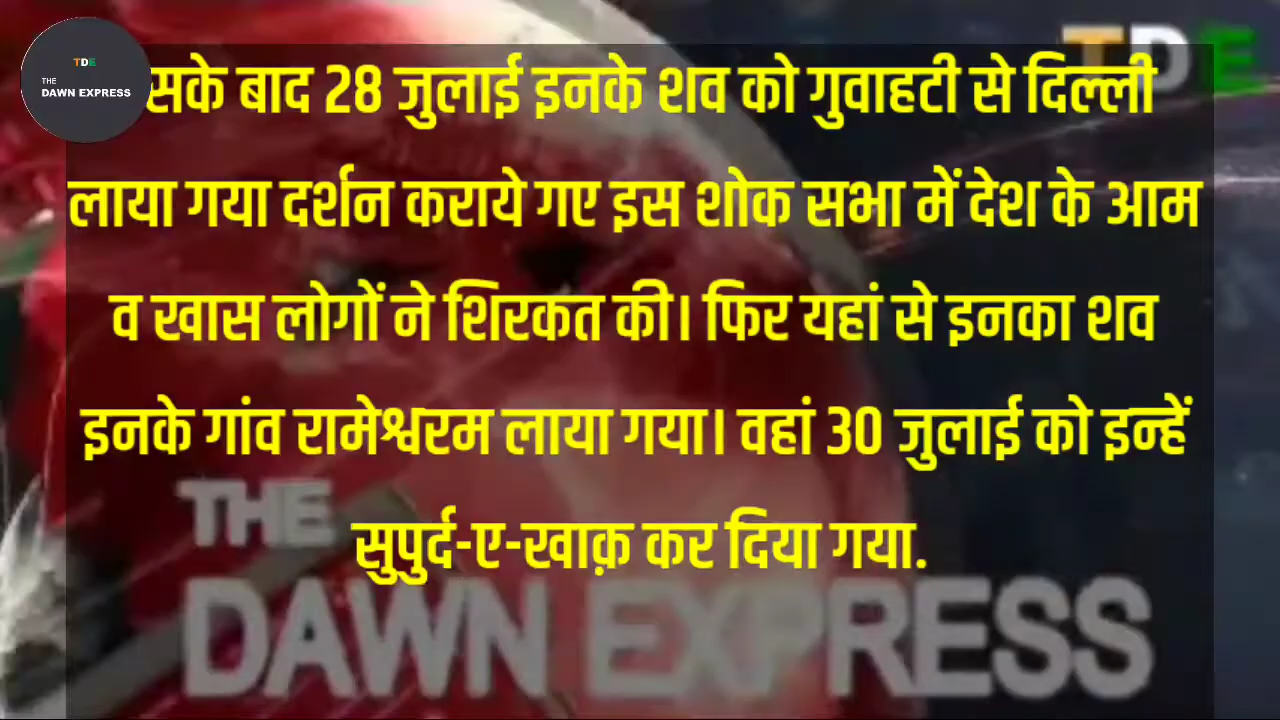 TDE
THE
DAWN EXPRESS
TDE
सके बाद 28 जुलाई इनके शव को गुवाहटी से दिल्ली
लाया गया दर्शन कराये गए इस शोक सभा में देश के आम
व खास लोगों ने शिरकत की। फिर यहां से इनका शव
इनके गांव रामेश्वरम लाया गया। वहां 30 जुलाई को इन्हें
सुपुर्द-ए-खाक़ कर दिया गया.
THE
DAWN EXPRESS